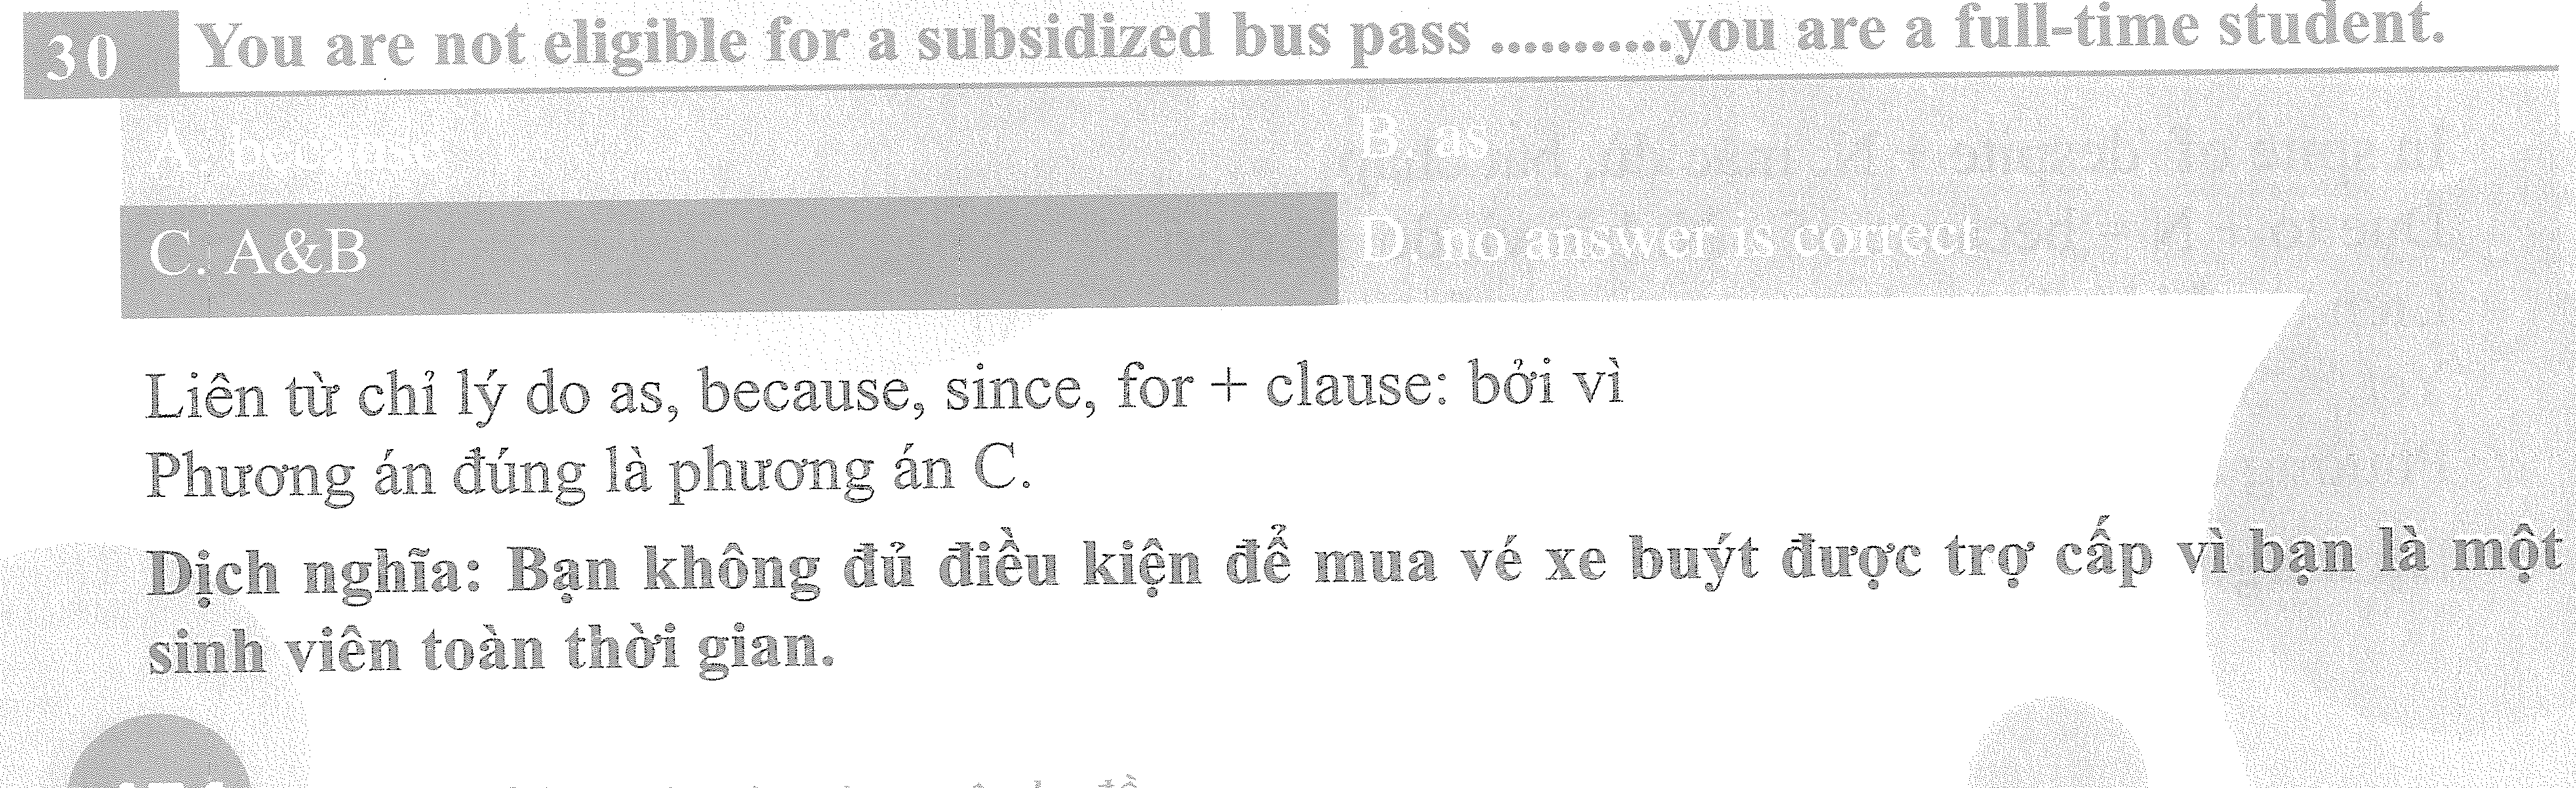 30 You are not eligible for a subsidized bus pass ...........you are a full-time student.
A. because B. as
C. A&B D. no answer is correct
Liên từ chỉ lý do as, because, since, for + clause: bởi vì
Phương án đúng là phương án C.
Dịch nghĩa: Bạn không đủ điều kiện để mua vé xe buýt được trợ cấp vì bạn là một
sinh viên toàn thời gian.